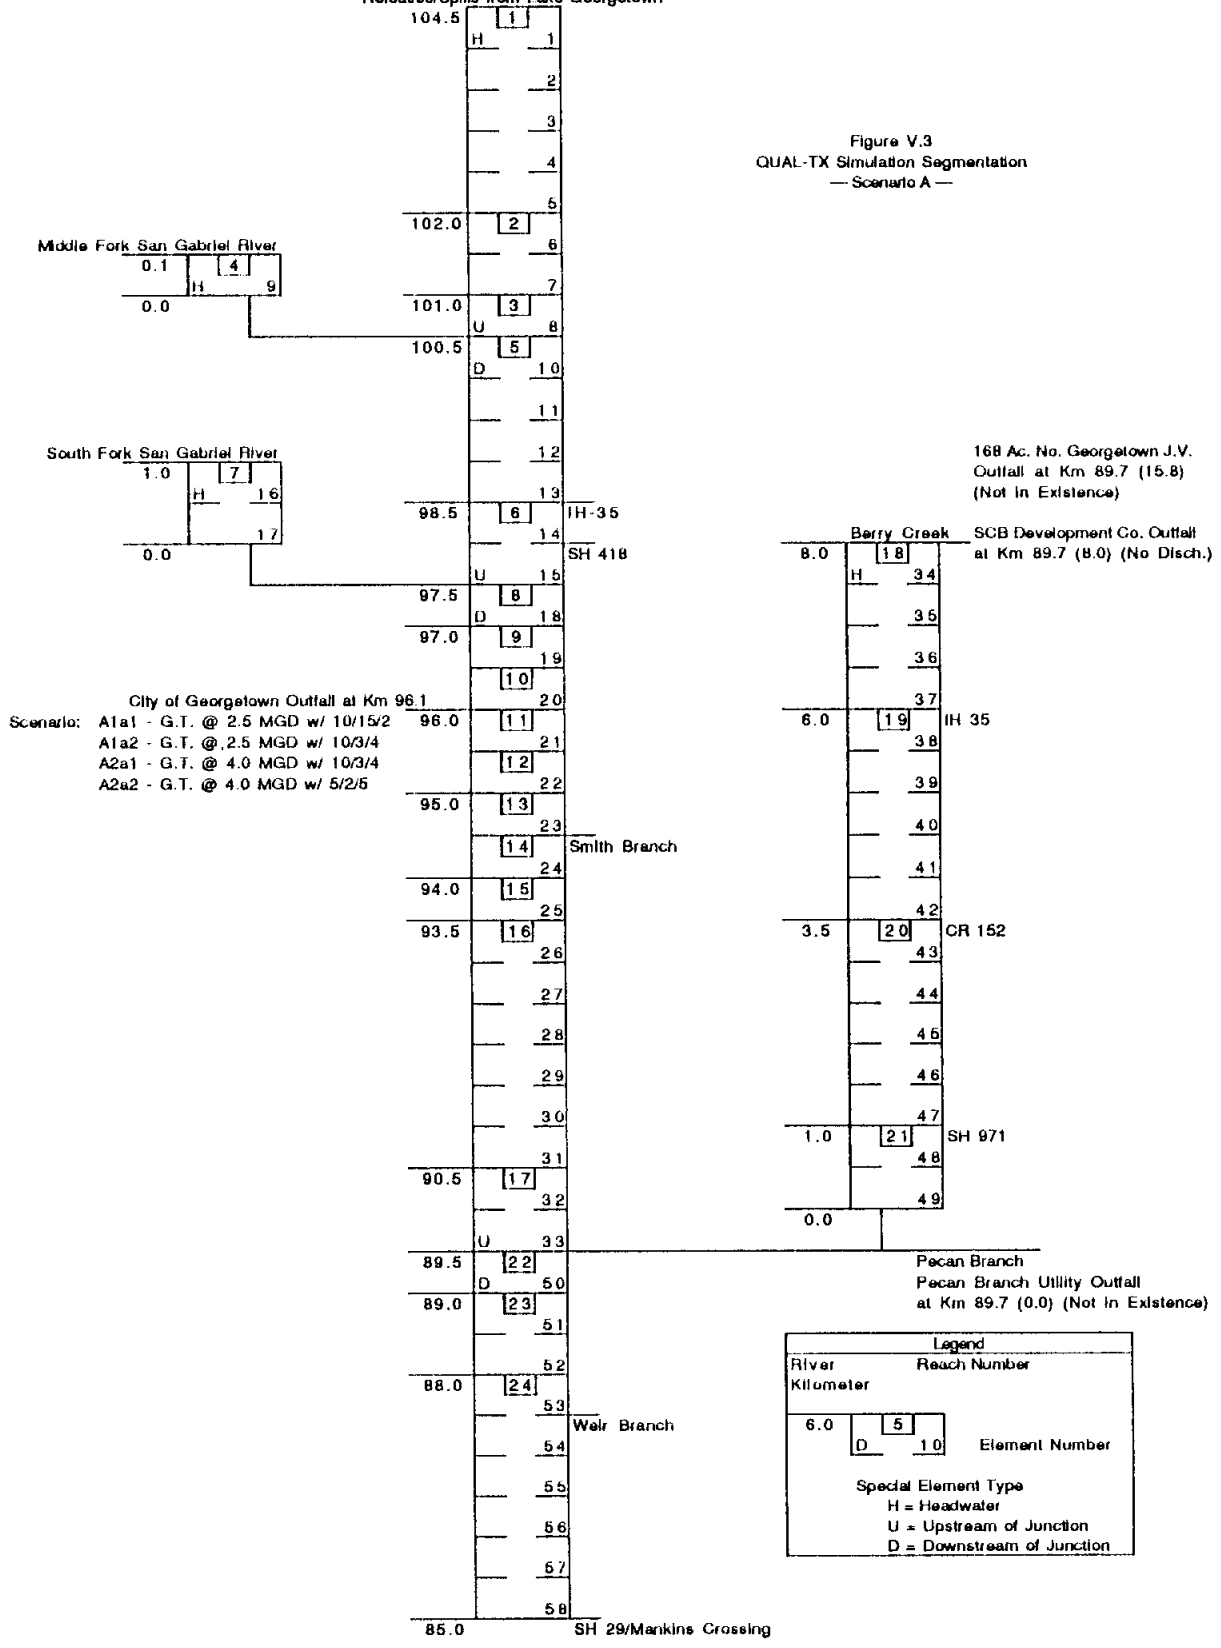 Releases/Spills from Lake Georgetown
104.5
1
H 1
2
3
4
5
102.0
2
6
7
101.0
3
U 8
100.5
5
D 10
11
12
13
98.5
6
IH-35
14
SH 418
U 15
97.5
8
D 18
97.0
9
19
10
20
96.0
11
21
12
22
95.0
13
23
14
Smith Branch
24
94.0
15
25
93.5
16
26
27
28
29
30
31
90.5
17
32
U 33
89.5
22
D 50
89.0
23
51
52
88.0
24
53
Weir Branch
54
55
56
57
58
85.0
SH 29/Mankins Crossing
Middle Fork San Gabriel River
0.1
4
H 9
0.0
South Fork San Gabriel River
1.0
7
H 16
17
0.0
City of Georgetown Outfall at Km 96.1
Scenario: A1a1 - G.T. @ 2.5 MGD w/ 10/15/2
A1a2 - G.T. @ 2.5 MGD w/ 10/3/4
A2a1 - G.T. @ 4.0 MGD w/ 10/3/4
A2a2 - G.T. @ 4.0 MGD w/ 5/2/5
Figure V.3
QUAL-TX Simulation Segmentation
— Scenario A —
168 Ac. No. Georgetown J.V.
Outfall at Km 89.7 (15.8)
(Not in Existence)
Berry Creek
SCB Development Co. Outfall
at Km 89.7 (8.0) (No Disch.)
8.0
18
H 34
35
36
37
6.0
19
IH 35
38
39
40
41
42
3.5
20
CR 152
43
44
45
46
47
1.0
21
SH 971
48
49
0.0
Pecan Branch
Pecan Branch Utility Outfall
at Km 89.7 (0.0) (Not in Existence)
Legend
River Reach Number
Kilometer
6.0
5
D 10
Element Number
Special Element Type
H = Headwater
U = Upstream of Junction
D = Downstream of Junction